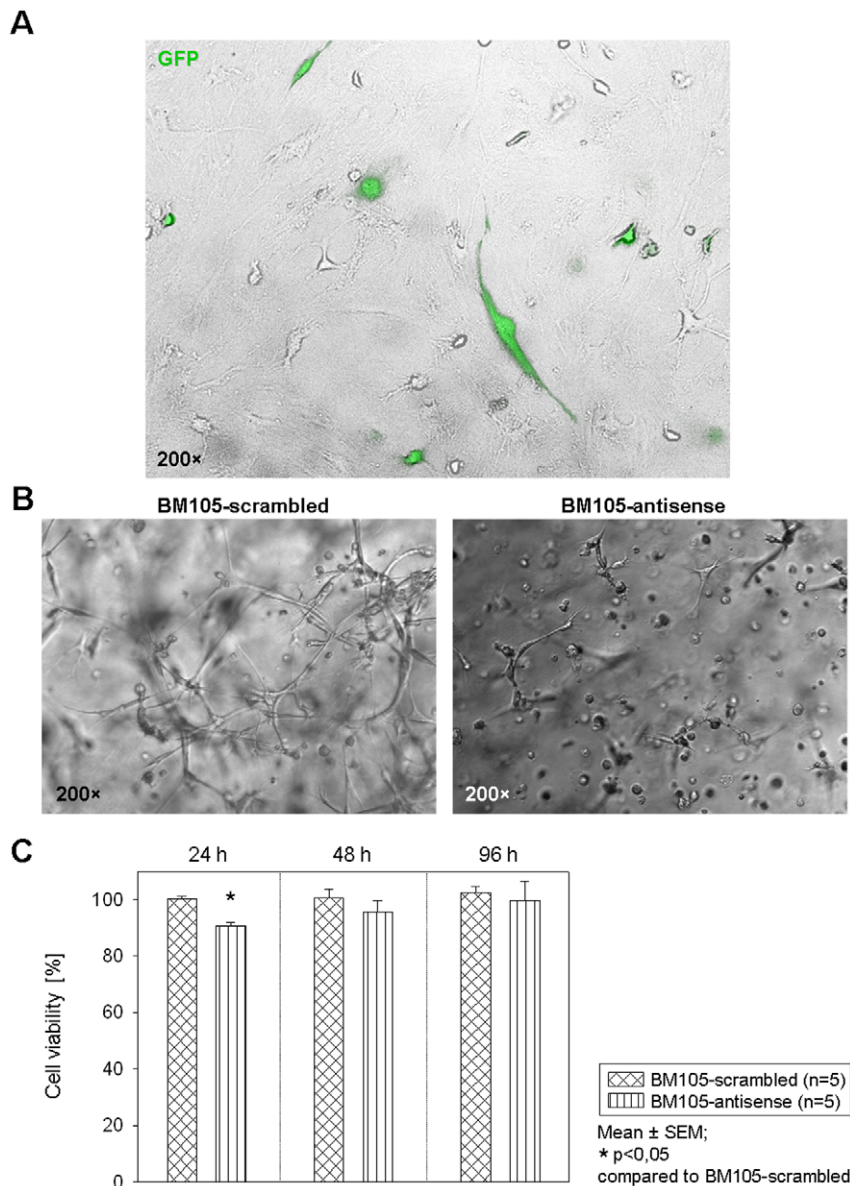 A
GFP
200×
B
BM105-scrambled
BM105-antisense
200×
200×
C
24 h
48 h
96 h
*
100
80
60
40
20
0
Cell viability [%]
BM105-scrambled (n=5)
BM105-antisense (n=5)
Mean ± SEM;
* p<0,05
compared to BM105-scrambled